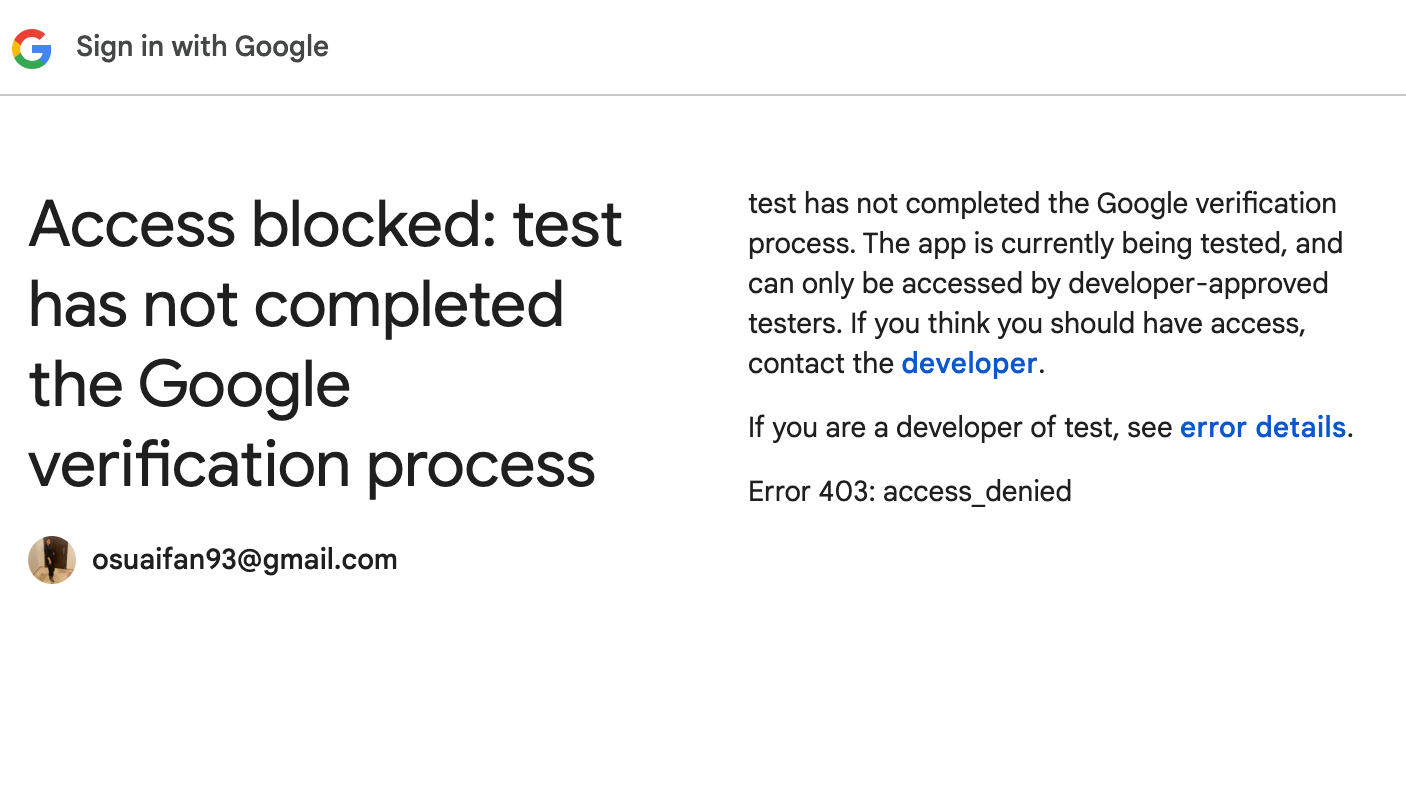 Sign in with Google
Access blocked: test
has not completed
the Google
verification process
osuaifan93@gmail.com
test has not completed the Google verification
process. The app is currently being tested, and
can only be accessed by developer-approved
testers. If you think you should have access,
contact the developer.
If you are a developer of test, see error details.
Error 403: access_denied